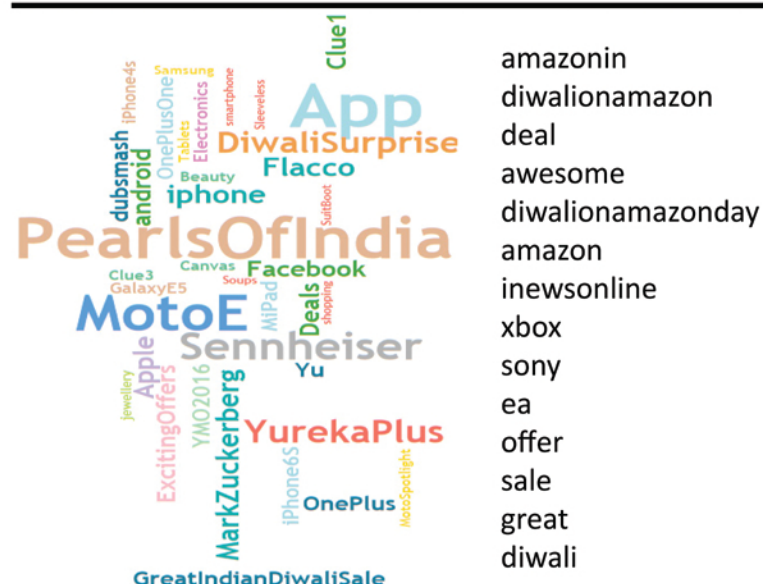 Clue1
iPhone4s
Samsung
smartphone
Sleeveless
App
OnePlusOne
Tablets
Electronics
dubsmash
android
DiwaliSurprise
Flacco
Beauty
iphone
SuitBoot
PearlsOfIndia
Canvas
Facebook
Clue3
GalaxyE5
Soups
MiPad
Deals
shopping
MotoE
Sennheiser
Apple
jewellery
ExcitingOffers
YMO2016
MarkZuckerberg
Yu
YurekaPlus
iPhone6S
OnePlus
MotoSpotlight
GreatIndianDiwaliSale
amazonin
diwalionamazon
deal
awesome
diwalionamazonday
amazon
inewsonline
xbox
sony
ea
offer
sale
great
diwali